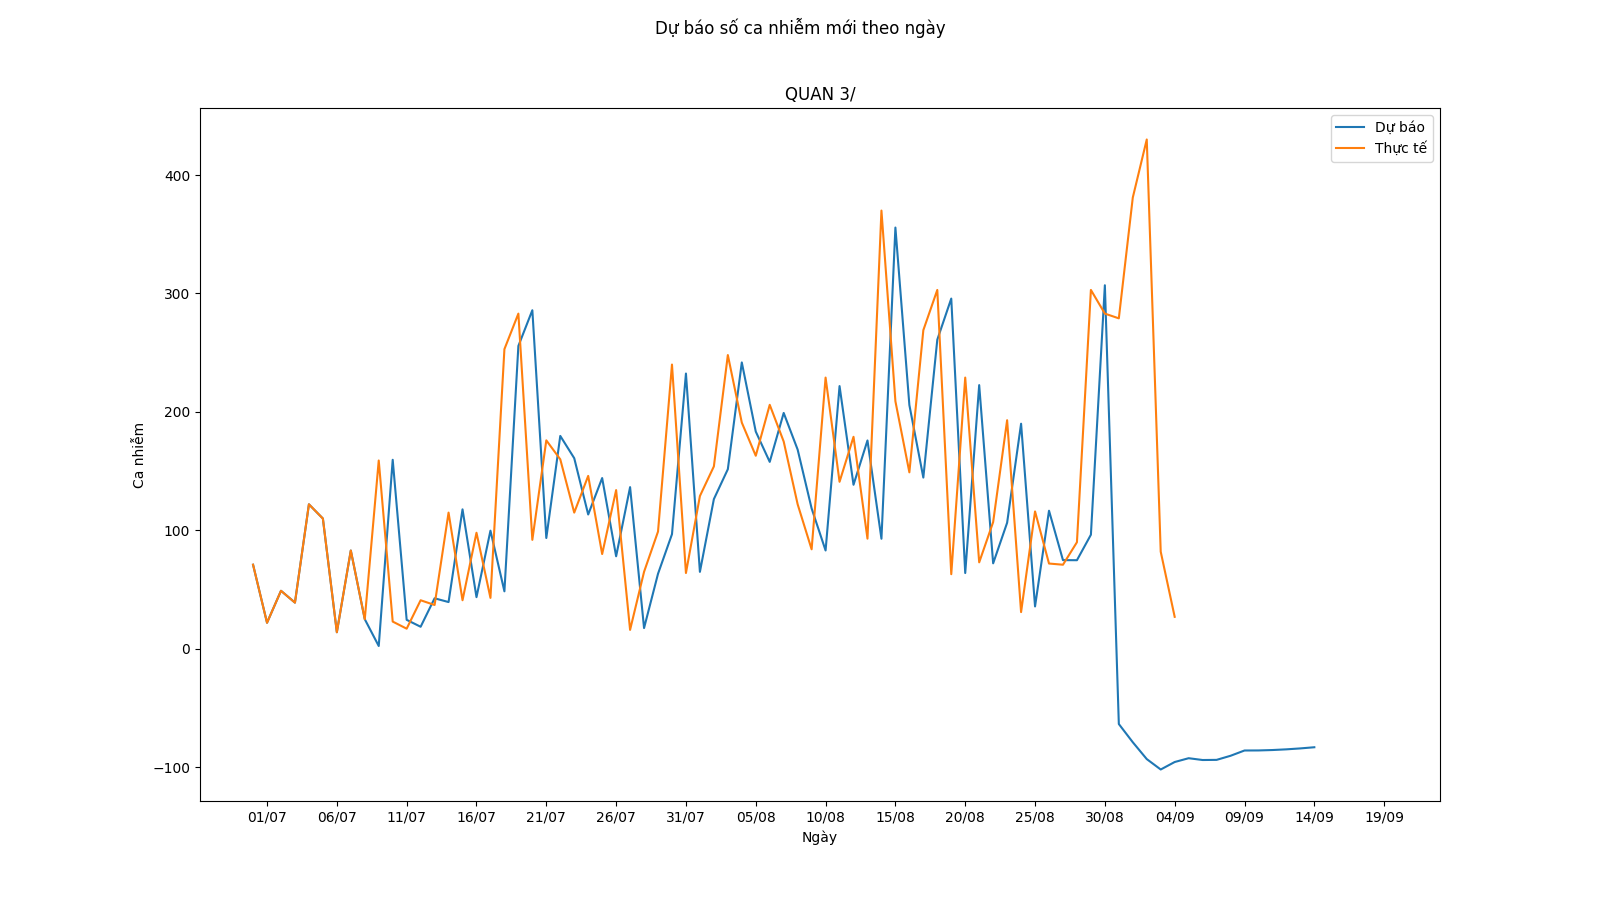 Dự báo số ca nhiễm mới theo ngày
QUAN 3/
Dự báo
Thực tế
400
300
200
100
0
−100
Ca nhiễm
01/07 06/07 11/07 16/07 21/07 26/07 31/07 05/08 10/08 15/08 20/08 25/08 30/08 04/09 09/09 14/09 19/09
Ngày